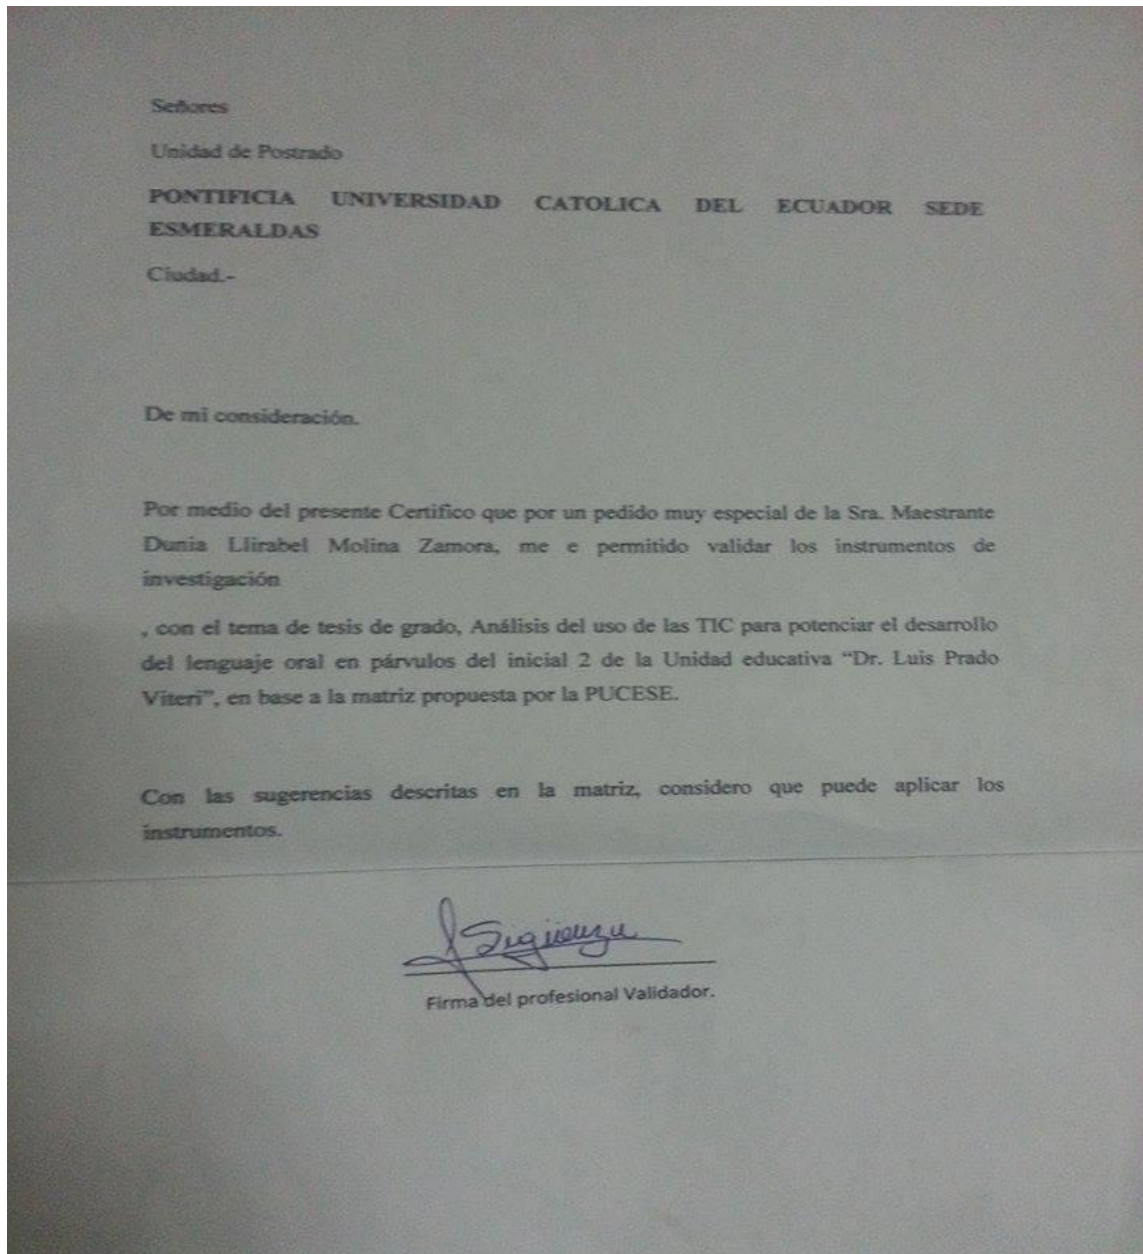 Señores
Unidad de Postrado
PONTIFICIA UNIVERSIDAD CATOLICA DEL ECUADOR SEDE
ESMERALDAS
Ciudad.-
De mi consideración.
Por medio del presente Certifico que por un pedido muy especial de la Sra. Maestrante
Dunia Llirabel Molina Zamora, me e permitido validar los instrumentos de
investigación
, con el tema de tesis de grado, Análisis del uso de las TIC para potenciar el desarrollo
del lenguaje oral en párvulos del inicial 2 de la Unidad educativa “Dr. Luis Prado
Viteri”, en base a la matriz propuesta por la PUCESE.
Con las sugerencias descritas en la matriz, considero que puede aplicar los
instrumentos.
Firma del profesional Validador.